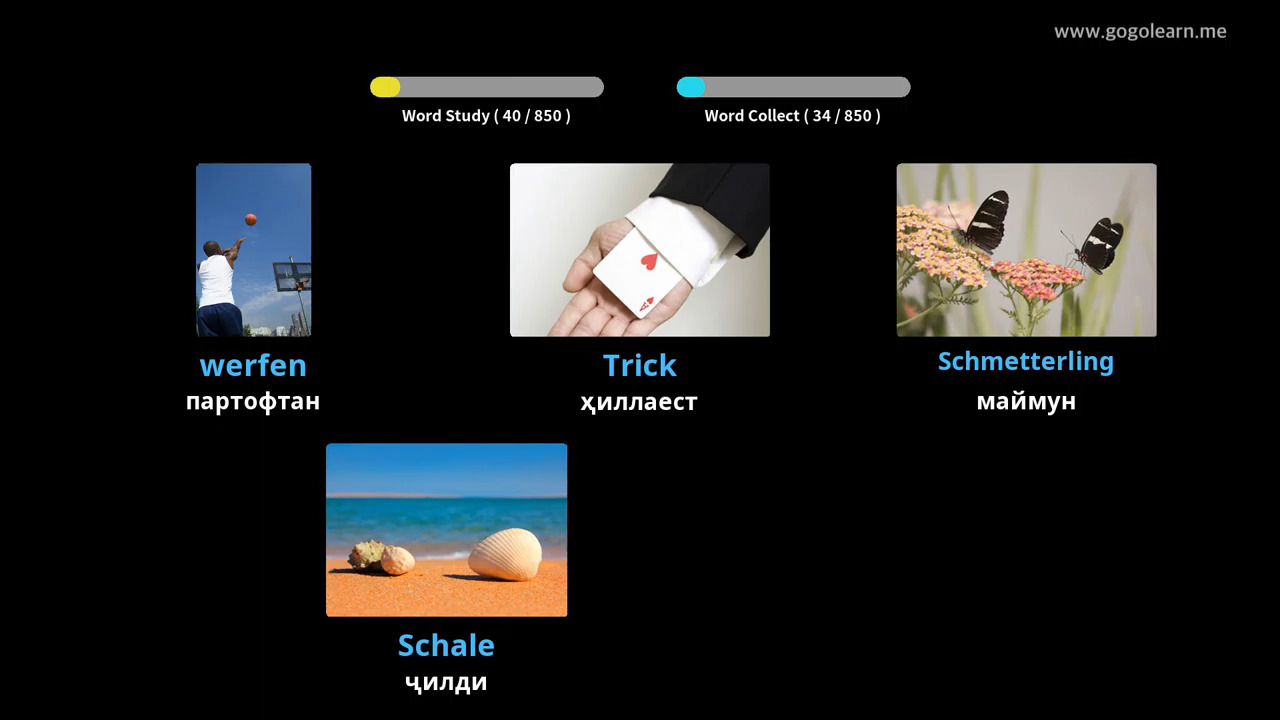 www.gogolearn.me
Word Study ( 40 / 850 )
Word Collect ( 34 / 850 )
werfen
партофтан
Trick
ҳиллаест
Schmetterling
маймун
Schale
ҷилди